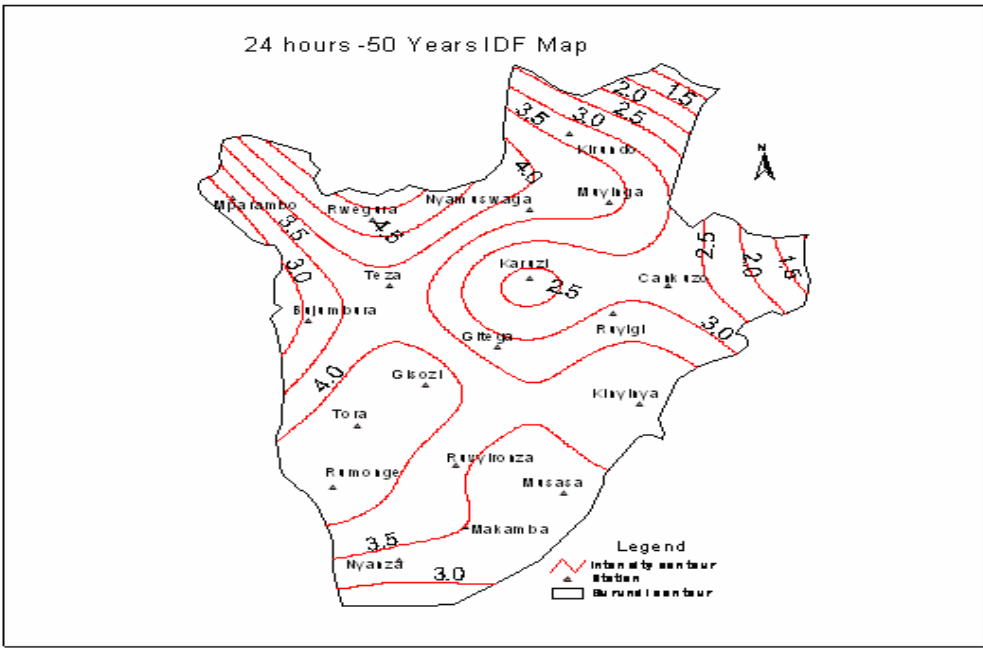 24 hours -50 Years IDF Map
2.0
1.5
3.5
3.0
2.5
Kirundo
4.0
Mparambo
Rwegura
Nyamuswaga
Muyinga
3.5
4.5
2.5
3.0
Teza
Karuzi
2.5
Cankuzo
2.0
1.5
Bujumbura
Gitega
Ruyigi
3.0
4.0
Gisozi
Kinyinya
Tora
Rumonge
Ruvyironza
Musasa
3.5
Makamba
Nyanza
3.0
N
Legend
Intensity contour
Station
Burundi contour